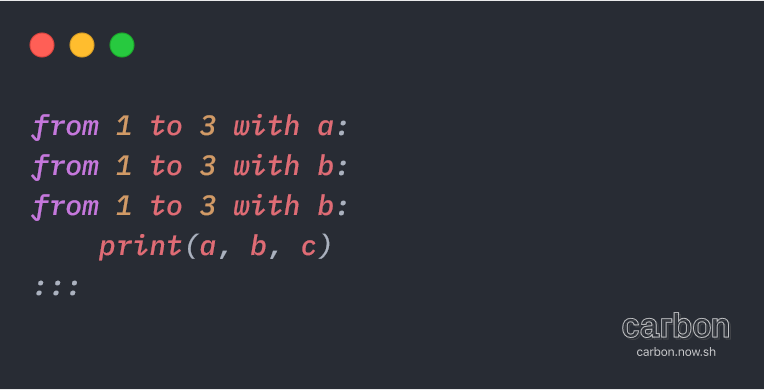 from 1 to 3 with a:
from 1 to 3 with b:
from 1 to 3 with b:
    print(a, b, c)
:::
carbon
carbon.now.sh